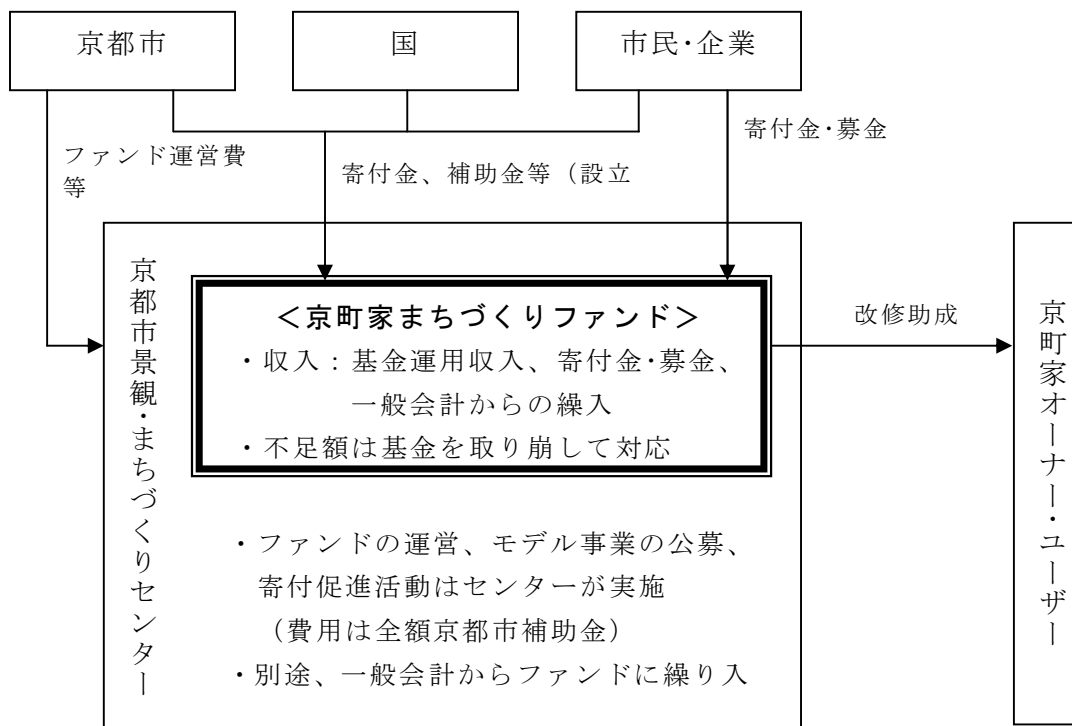 京都市
国
市民・企業
ファンド運営費
等
寄付金、補助金等（設立
寄付金・募金
京都市景観・まちづくりセンター
＜京町家まちづくりファンド＞
・収入：基金運用収入、寄付金・募金、
一般会計からの繰入
・不足額は基金を取り崩して対応
改修助成
京町家オーナー・ユーザー
・ファンドの運営、モデル事業の公募、
寄付促進活動はセンターが実施
（費用は全額京都市補助金）
・別途、一般会計からファンドに繰り入